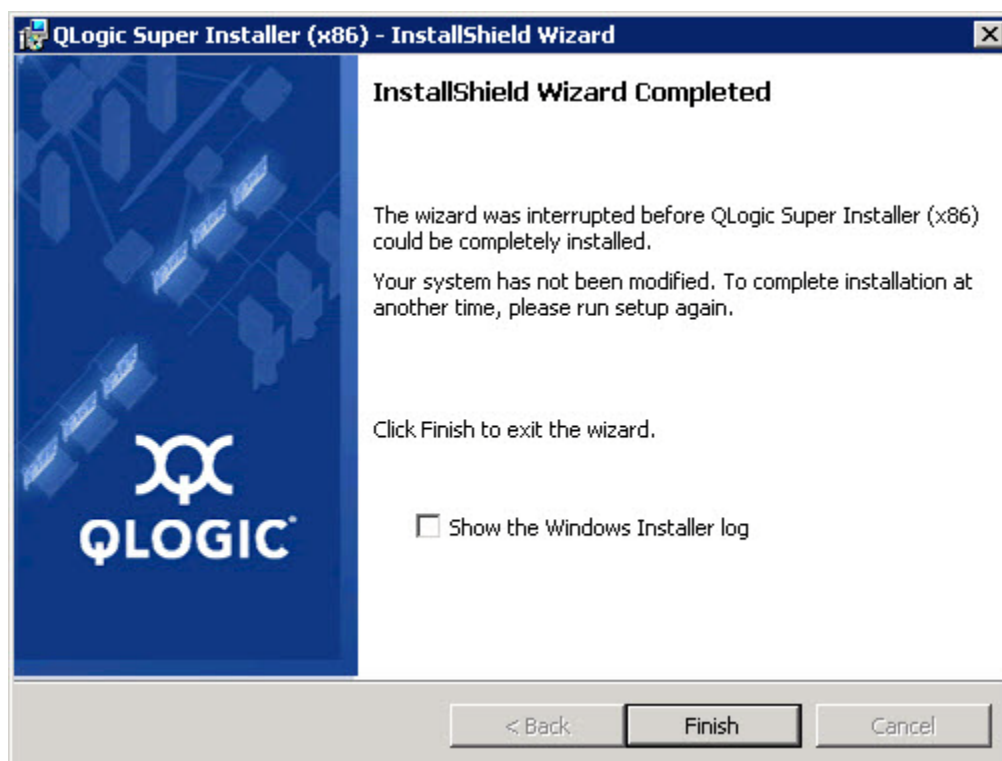 QLogic Super Installer (x86) - InstallShield Wizard
InstallShield Wizard Completed
The wizard was interrupted before QLogic Super Installer (x86)
could be completely installed.
Your system has not been modified. To complete installation at
another time, please run setup again.
Click Finish to exit the wizard.
Show the Windows Installer log
QLOGIC
< Back
Finish
Cancel